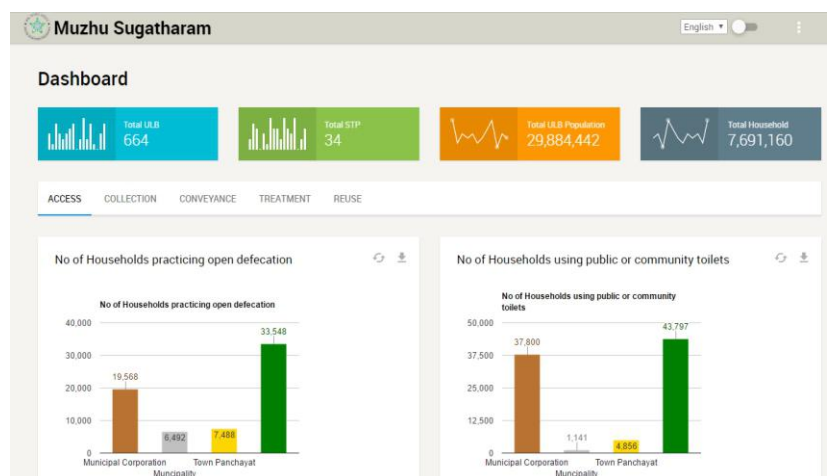 Muzhu Sugatharam
English
Dashboard
Total ULB
664
Total STP
34
Total ULB Population
29,884,442
Total Household
7,691,160
ACCESS COLLECTION CONVEYANCE TREATMENT REUSE
No of Households practicing open defecation
No of Households practicing open defecation
40,000
30,000
20,000
10,000
0
19,568
6,492
7,488
33,548
Municipal Corporation
Muncipality
Town Panchayat
No of Households using public or community toilets
No of Households using public or community
toilets
50,000
37,500
25,000
12,500
0
37,800
1,141
4,856
43,797
Municipal Corporation
Muncipality
Town Panchayat